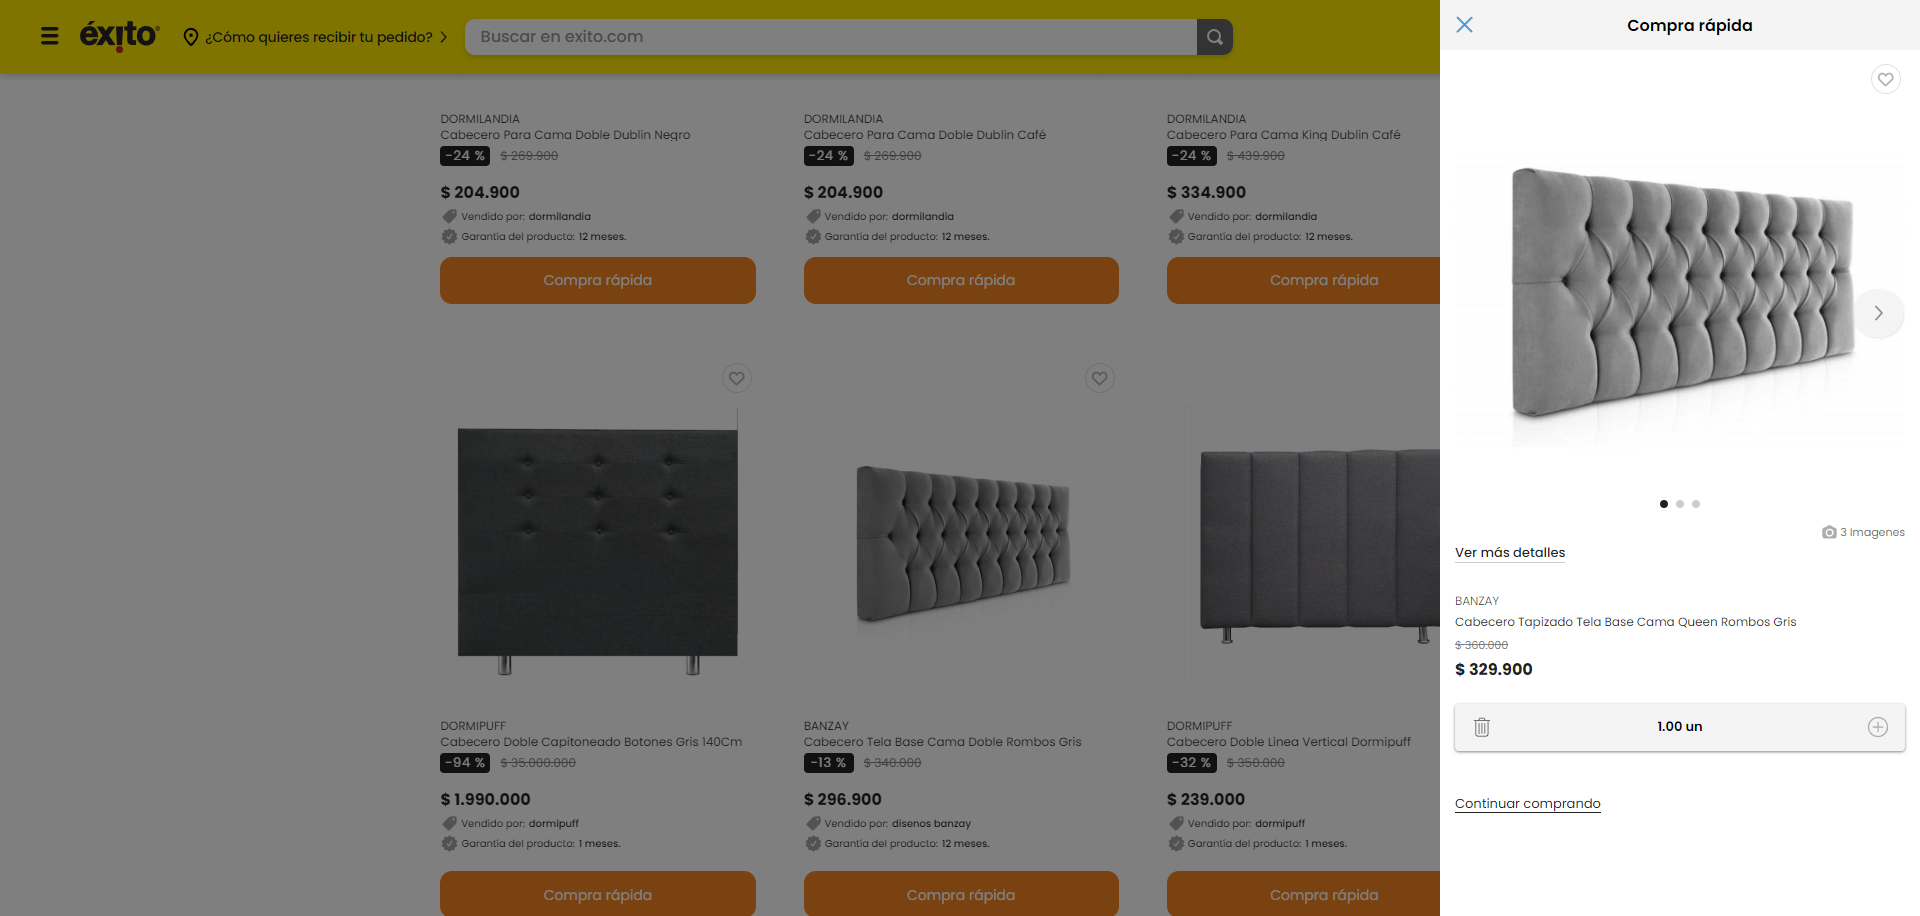 éxito
¿Cómo quieres recibir tu pedido?
Buscar en exito.com
DORMILANDIA
Cabecero Para Cama Doble Dublin Negro
-24 % $ 269.900
$ 204.900
Vendido por: dormilandia
Garantía del producto: 12 meses.
Compra rápida
DORMILANDIA
Cabecero Para Cama Doble Dublin Café
-24 % $ 269.900
$ 204.900
Vendido por: dormilandia
Garantía del producto: 12 meses.
Compra rápida
DORMILANDIA
Cabecero Para Cama King Dublin Café
-24 % $ 439.900
$ 334.900
Vendido por: dormilandia
Garantía del producto: 12 meses.
Compra rápida
DORMIPUFF
Cabecero Doble Capitoneado Botones Gris 140Cm
-94 % $ 35.000.000
$ 1.990.000
Vendido por: dormipuff
Garantía del producto: 1 meses.
Compra rápida
BANZAY
Cabecero Tela Base Cama Doble Rombos Gris
-13 % $ 340.000
$ 296.900
Vendido por: disenos banzay
Garantía del producto: 12 meses.
Compra rápida
DORMIPUFF
Cabecero Doble Linea Vertical Dormipuff
-32 % $ 350.000
$ 239.000
Vendido por: dormipuff
Garantía del producto: 1 meses.
Compra rápida
Compra rápida
3 Imagenes
Ver más detalles
BANZAY
Cabecero Tapizado Tela Base Cama Queen Rombos Gris
$ 360.000
$ 329.900
1.00 un
Continuar comprando